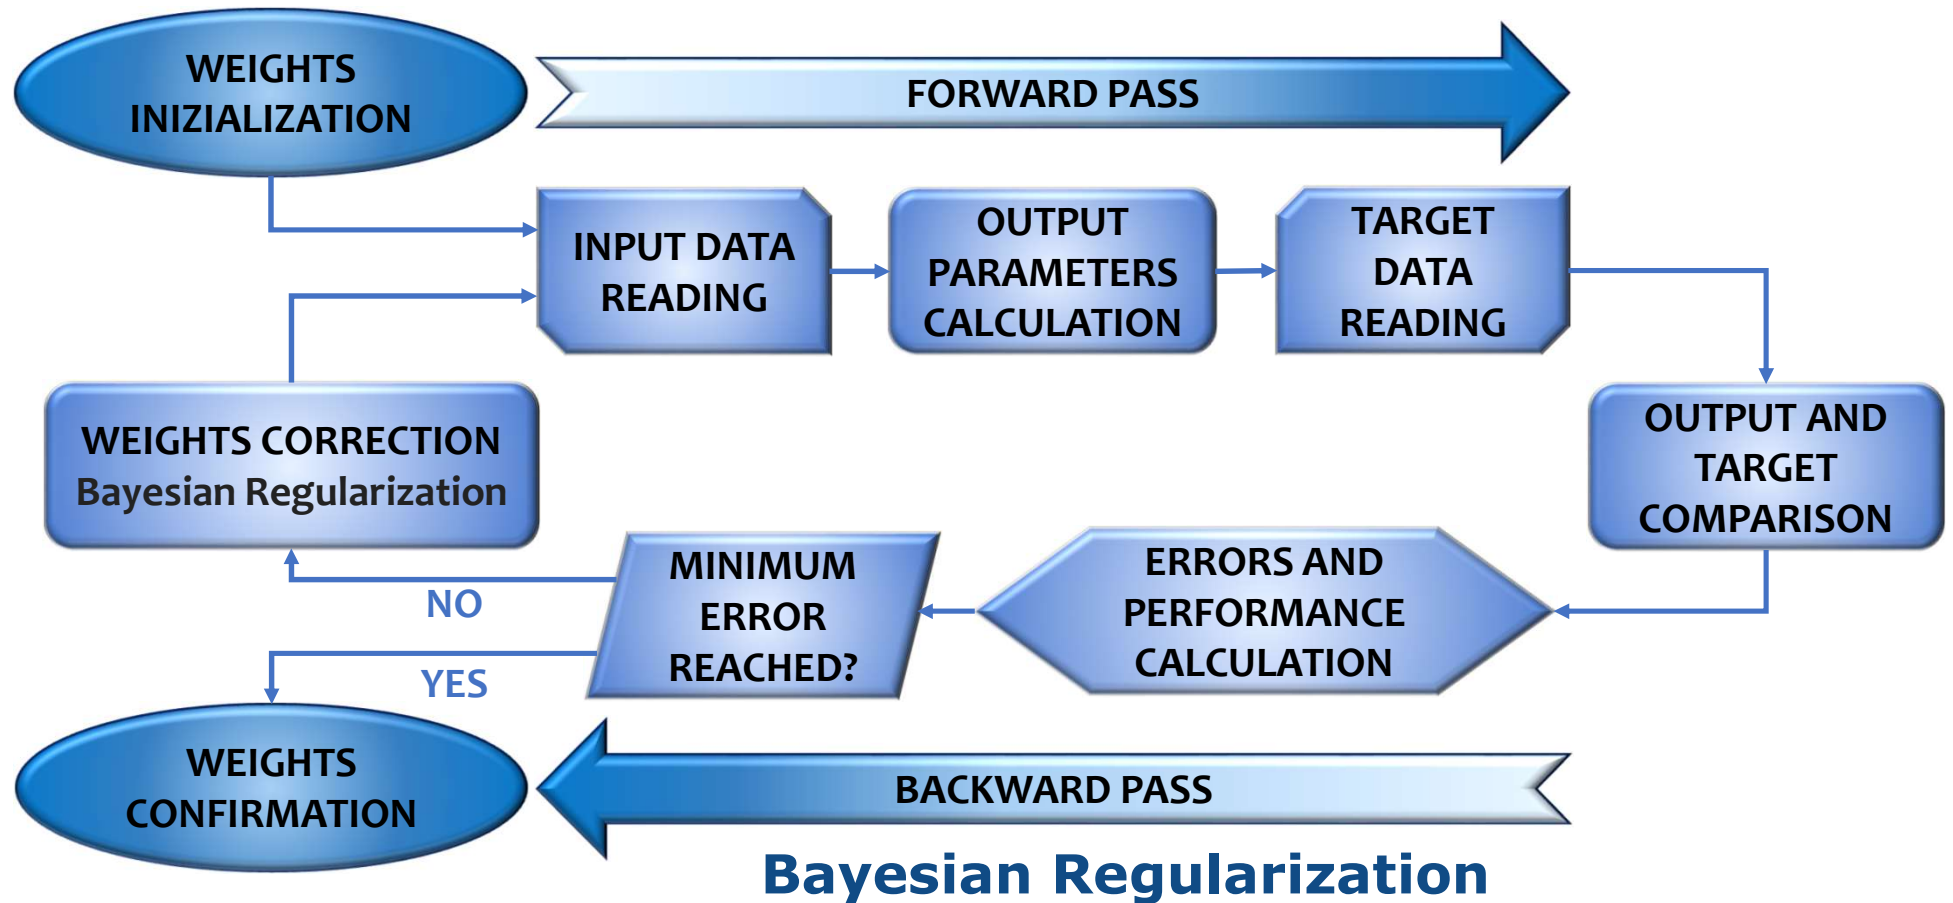 WEIGHTS
INIZIALIZATION
FORWARD PASS
INPUT DATA
READING
OUTPUT
PARAMETERS
CALCULATION
TARGET
DATA
READING
WEIGHTS CORRECTION
Bayesian Regularization
OUTPUT AND
TARGET
COMPARISON
MINIMUM
ERROR
REACHED?
ERRORS AND
PERFORMANCE
CALCULATION
NO
YES
WEIGHTS
CONFIRMATION
BACKWARD PASS
Bayesian Regularization